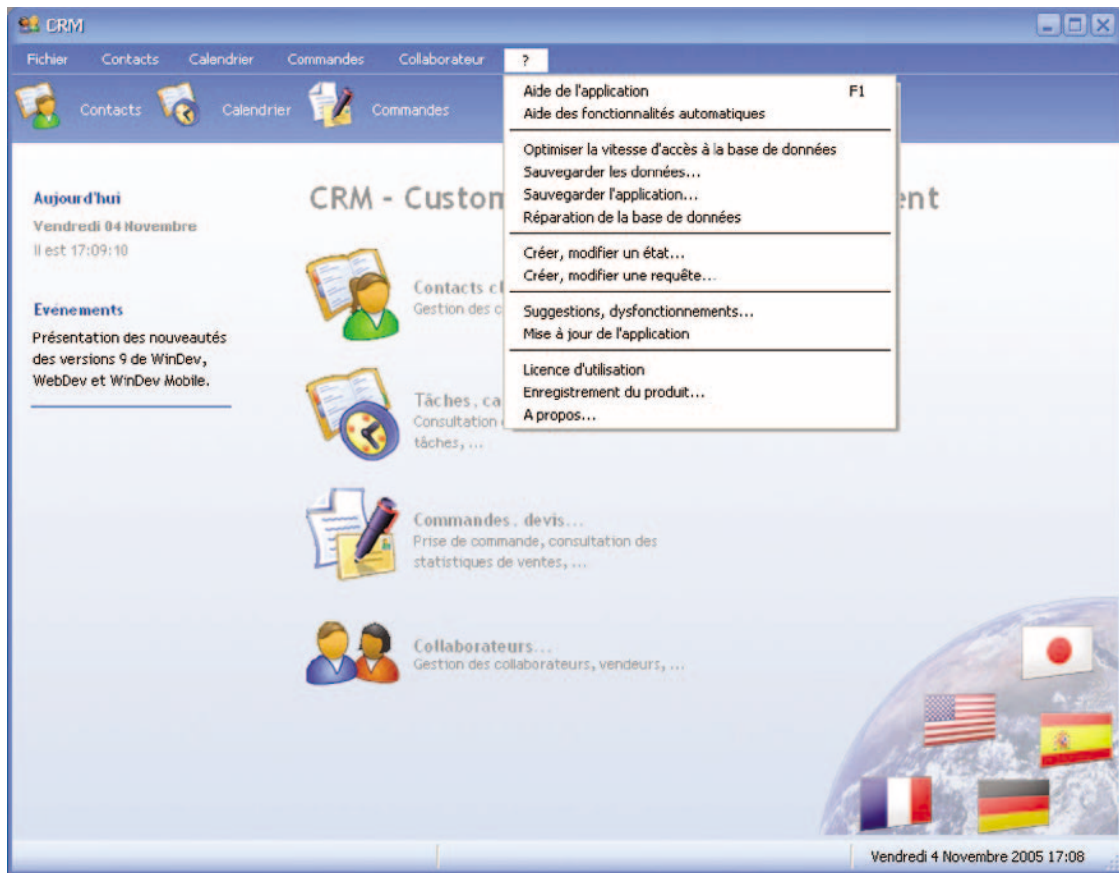 CRM
Fichier Contacts Calendrier Commandes Collaborateur ?
Contacts Calendrier Commandes
Aide de l'application F1
Aide des fonctionnalités automatiques
Optimiser la vitesse d'accès à la base de données
Sauvegarder les données...
Sauvegarder l'application...
Réparation de la base de données
Créer, modifier un état...
Créer, modifier une requête...
Suggestions, dysfonctionnements...
Mise à jour de l'application
Licence d'utilisation
Enregistrement du produit...
A propos...
Aujourd'hui
Vendredi 04 Novembre
Il est 17:09:10
Evénements
Présentation des nouveautés
des versions 9 de WinDev,
WebDev et WinDev Mobile.
CRM - Custom ent
Contacts cl
Gestion des c
Tâches, ca
Consultation
tâches, ...
Commandes, devis...
Prise de commande, consultation des
statistiques de ventes, ...
Collaborateurs...
Gestion des collaborateurs, vendeurs, ...
Vendredi 4 Novembre 2005 17:08